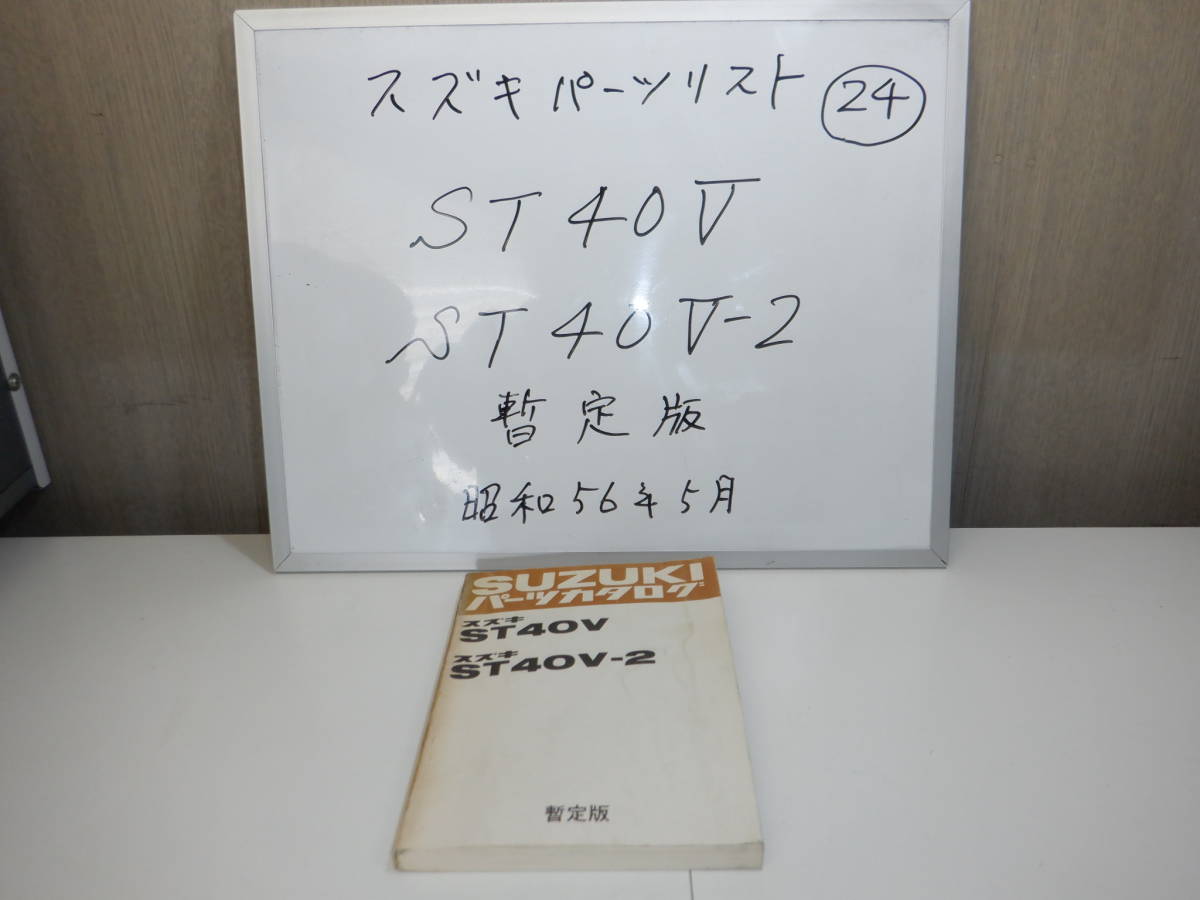 スズキパーツリスト 24
ST40V
ST40V-2
暫定版
昭和56年5月
SUZUKI
パーツカタログ
スズキ
ST40V
スズキ
ST40V-2
暫定版